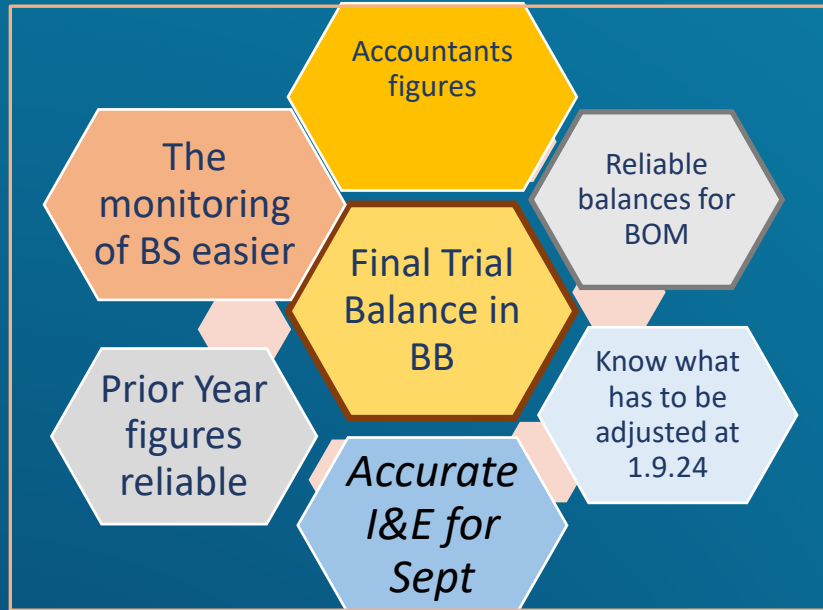 Accountants
figures
Reliable
balances for
BOM
The
monitoring
of BS easier
Final Trial
Balance in
BB
Know what
has to be
adjusted at
1.9.24
Prior Year
figures
reliable
Accurate
I&E for
Sept